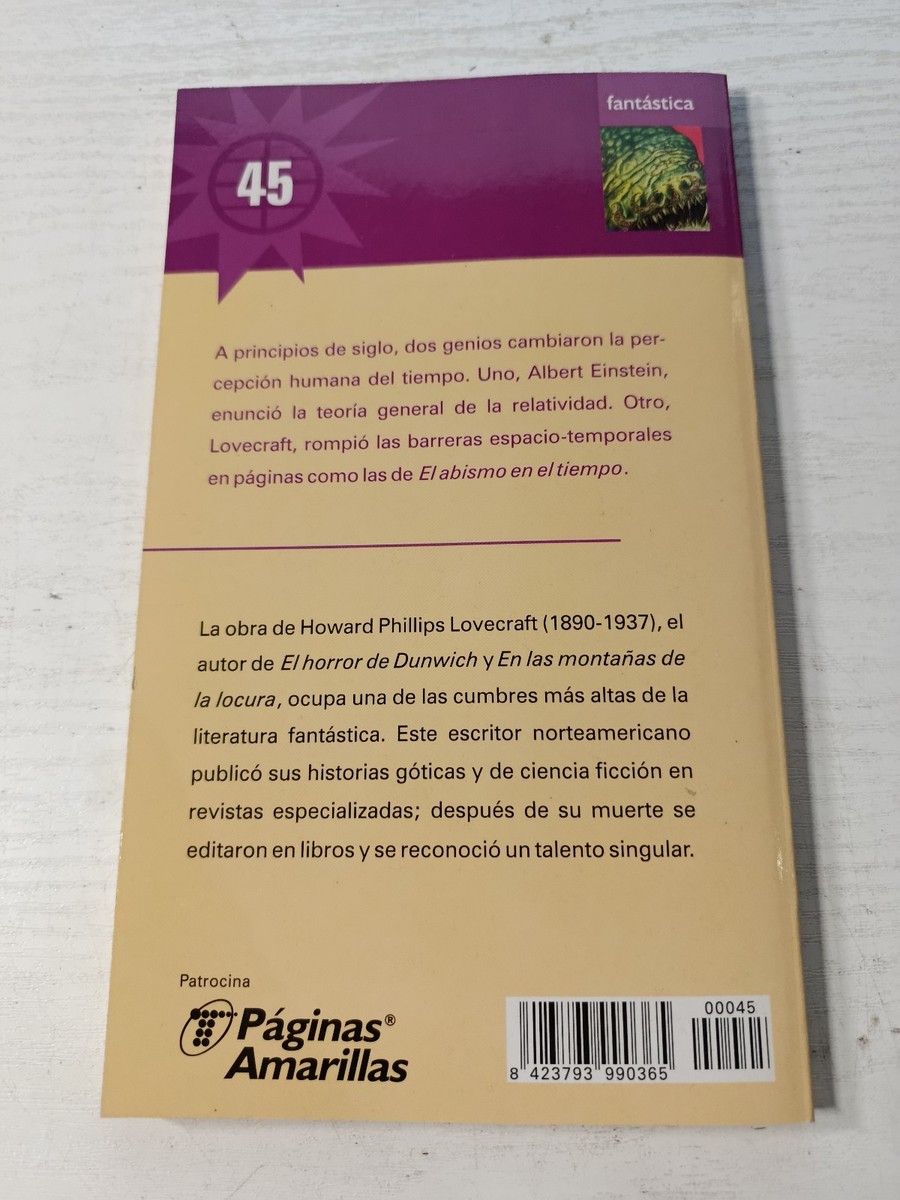 fantástica
45
A principios de siglo, dos genios cambiaron la per-
cepción humana del tiempo. Uno, Albert Einstein,
enunció la teoría general de la relatividad. Otro,
Lovecraft, rompió las barreras espacio-temporales
en páginas como las de El abismo en el tiempo.
La obra de Howard Phillips Lovecraft (1890-1937), el
autor de El horror de Dunwich y En las montañas de
la locura, ocupa una de las cumbres más altas de la
literatura fantástica. Este escritor norteamericano
publicó sus historias góticas y de ciencia ficción en
revistas especializadas; después de su muerte se
editaron en libros y se reconoció un talento singular.
Patrocina
Páginas®
Amarillas
00045
8 423793 990365